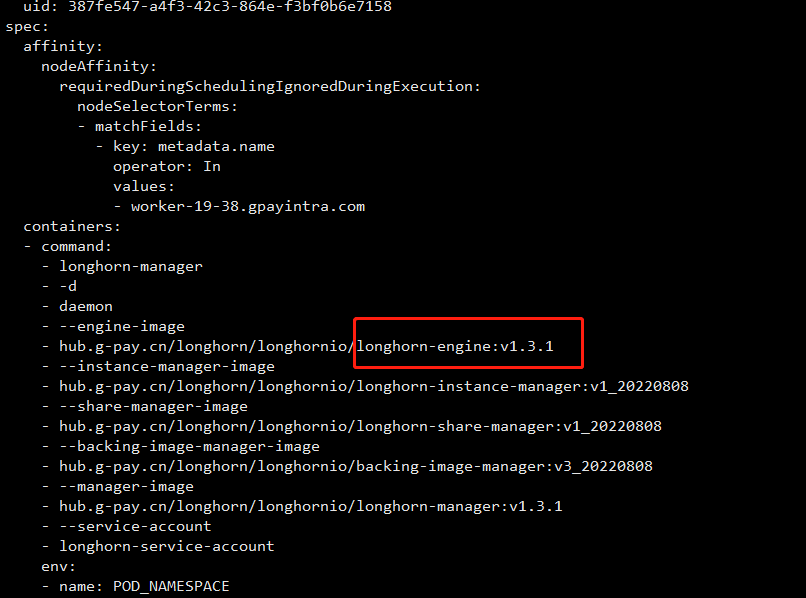 uid: 387fe547-a4f3-42c3-864e-f3bf0b6e7158
spec:
  affinity:
    nodeAffinity:
      requiredDuringSchedulingIgnoredDuringExecution:
        nodeSelectorTerms:
        - matchFields:
          - key: metadata.name
            operator: In
            values:
            - worker-19-38.gpayintra.com
  containers:
  - command:
    - longhorn-manager
    - -d
    - daemon
    - --engine-image
    - hub.g-pay.cn/longhorn/longhornio/longhorn-engine:v1.3.1
    - --instance-manager-image
    - hub.g-pay.cn/longhorn/longhornio/longhorn-instance-manager:v1_20220808
    - --share-manager-image
    - hub.g-pay.cn/longhorn/longhornio/longhorn-share-manager:v1_20220808
    - --backing-image-manager-image
    - hub.g-pay.cn/longhorn/longhornio/backing-image-manager:v3_20220808
    - --manager-image
    - hub.g-pay.cn/longhorn/longhornio/longhorn-manager:v1.3.1
    - --service-account
    - longhorn-service-account
    env:
    - name: POD_NAMESPACE